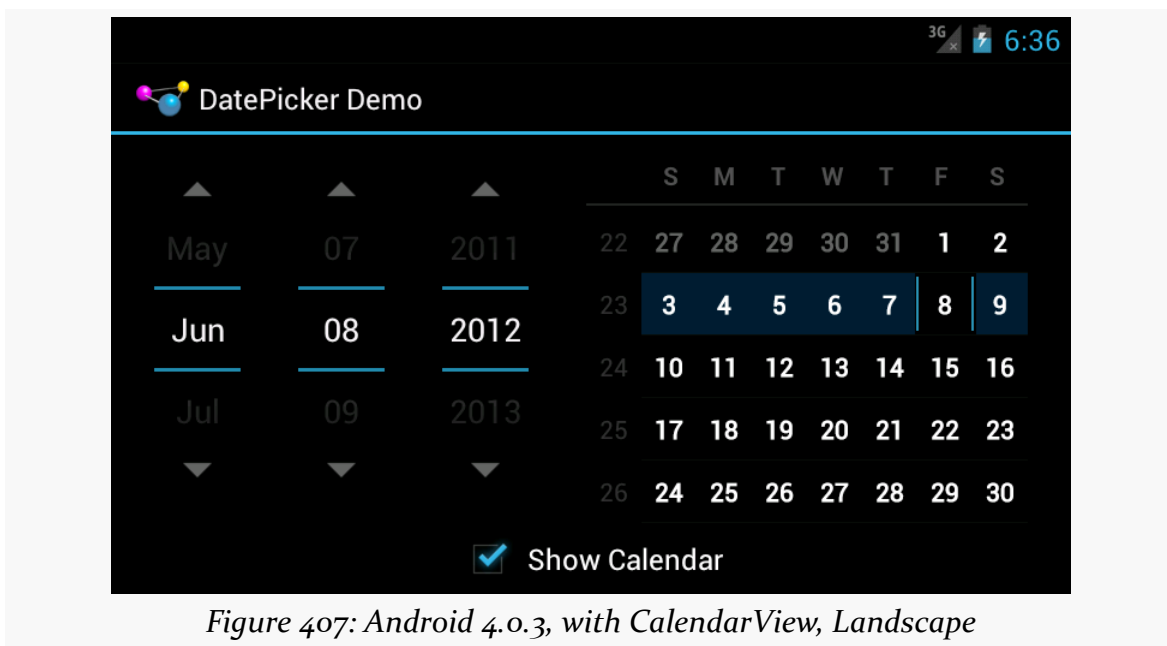 3G 6:36
DatePicker Demo
S M T W T F S
May 07 2011 22 27 28 29 30 31 1 2
23 3 4 5 6 7 8 9
Jun 08 2012
24 10 11 12 13 14 15 16
Jul 09 2013
25 17 18 19 20 21 22 23
26 24 25 26 27 28 29 30
Show Calendar
Figure 407: Android 4.0.3, with CalendarView, Landscape